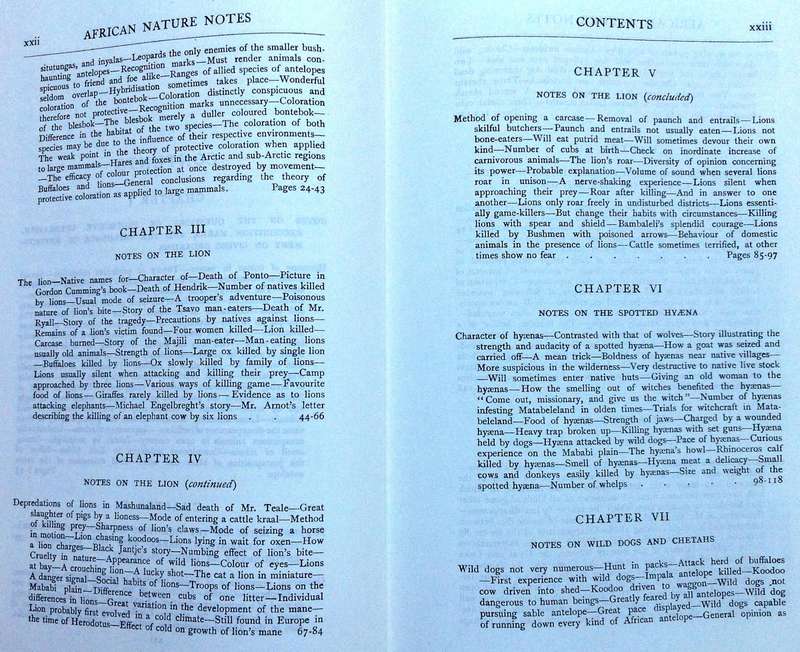 xxii
AFRICAN NATURE NOTES
situtungas, and inyalas—Leopards the only enemies of the smaller bush-
haunting antelopes—Recognition marks—Must render animals con-
spicuous to friend and foe alike—Ranges of allied species of antelopes
seldom overlap—Hybridisation sometimes takes place—Wonderful
coloration of the bontebok—Coloration distinctly conspicuous and
therefore not protective—Recognition marks unnecessary—Coloration
of the blesbok—The blesbok merely a duller coloured bontebok—
Difference in the habitat of the two species—The coloration of both
species may be due to the influence of their respective environments—
The weak point in the theory of protective coloration when applied
to large mammals—Hares and foxes in the Arctic and sub-Arctic regions
—The efficacy of colour protection at once destroyed by movement—
Buffaloes and lions—General conclusions regarding the theory of
protective coloration as applied to large mammals. Pages 24-43
CHAPTER III
NOTES ON THE LION
The lion—Native names for—Character of—Death of Ponto—Picture in
Gordon Cumming's book—Death of Hendrik—Number of natives killed
by lions—Usual mode of seizure—A trooper's adventure—Poisonous
nature of lion's bite—Story of the Tsavo man-eaters—Death of Mr.
Ryall—Story of the tragedy—Precautions by natives against lions—
Remains of a lion's victim found—Four women killed—Lion killed—
Carcase burned—Story of the Majili man-eater—Man-eating lions
usually old animals—Strength of lions—Large ox killed by single lion
—Buffaloes killed by lions—Ox slowly killed by family of lions—
Lions usually silent when attacking and killing their prey—Camp
approached by three lions—Various ways of killing game—Favourite
food of lions—Giraffes rarely killed by lions—Evidence as to lions
attacking elephants—Michael Engelbreght's story—Mr. Arnot's letter
describing the killing of an elephant cow by six lions . . 44-66
CHAPTER IV
NOTES ON THE LION (continued)
Depredations of lions in Mashunaland—Sad death of Mr. Teale—Great
slaughter of pigs by a lioness—Mode of entering a cattle kraal—Method
of killing prey—Sharpness of lion's claws—Mode of seizing a horse
in motion—Lion chasing koodoos—Lions lying in wait for oxen—How
a lion charges—Black Jantje's story—Numbing effect of lion's bite—
Cruelty in nature—Appearance of wild lions—Colour of eyes—Lions
at bay—A crouching lion—A lucky shot—The cat a lion in miniature—
A danger signal—Social habits of lions—Troops of lions—Lions on the
Mababi plain—Difference between cubs of one litter—Individual
differences in lions—Great variation in the development of the mane—
Lion probably first evolved in a cold climate—Still found in Europe in
the time of Herodotus—Effect of cold on growth of lion's mane 67-84
CONTENTS
xxiii
CHAPTER V
NOTES ON THE LION (concluded)
Method of opening a carcase—Removal of paunch and entrails—Lions
skilful butchers—Paunch and entrails not usually eaten—Lions not
bone-eaters—Will eat putrid meat—Will sometimes devour their own
kind—Number of cubs at birth—Check on inordinate increase of
carnivorous animals—The lion's roar—Diversity of opinion concerning
its power—Probable explanation—Volume of sound when several lions
roar in unison—A nerve-shaking experience—Lions silent when
approaching their prey—Roar after killing—And in answer to one
another—Lions only roar freely in undisturbed districts—Lions essenti-
ally game-killers—But change their habits with circumstances—Killing
lions with spear and shield—Bambaleli's splendid courage—Lions
killed by Bushmen with poisoned arrows—Behaviour of domestic
animals in the presence of lions—Cattle sometimes terrified, at other
times show no fear . . . . . . . Pages 85-97
CHAPTER VI
NOTES ON THE SPOTTED HYÆNA
Character of hyænas—Contrasted with that of wolves—Story illustrating the
strength and audacity of a spotted hyæna—How a goat was seized and
carried off—A mean trick—Boldness of hyænas near native villages—
More suspicious in the wilderness—Very destructive to native live stock
—Will sometimes enter native huts—Giving an old woman to the
hyænas—How the smelling out of witches benefited the hyænas—
"Come out, missionary, and give us the witch"—Number of hyænas
infesting Matabeleland in olden times—Trials for witchcraft in Mata-
beleland—Food of hyænas—Strength of jaws—Charged by a wounded
hyæna—Heavy trap broken up—Killing hyænas with set guns—Hyæna
held by dogs—Hyæna attacked by wild dogs—Pace of hyænas—Curious
experience on the Mababi plain—The hyæna's howl—Rhinoceros calf
killed by hyænas—Smell of hyænas—Hyæna meat a delicacy—Small
cows and donkeys easily killed by hyænas—Size and weight of the
spotted hyæna—Number of whelps . . . . . 98-118
CHAPTER VII
NOTES ON WILD DOGS AND CHETAHS
Wild dogs not very numerous—Hunt in packs—Attack herd of buffaloes
—First experience with wild dogs—Impala antelope killed—Koodoo
cow driven into shed—Koodoo driven to waggon—Wild dogs not
dangerous to human beings—Greatly feared by all antelopes—Wild dog
pursuing sable antelope—Great pace displayed—Wild dogs capable
of running down every kind of African antelope—General opinion as